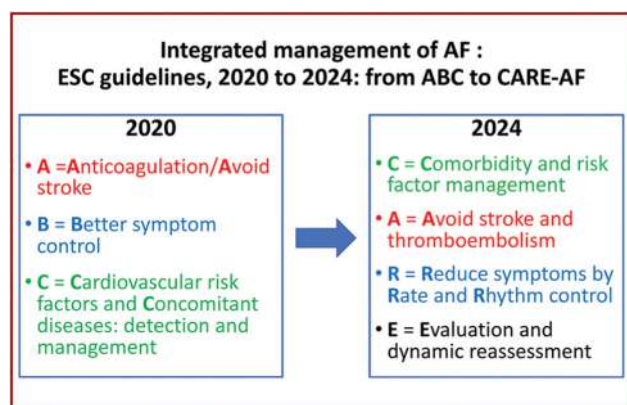 Integrated management of AF :
ESC guidelines, 2020 to 2024: from ABC to CARE-AF
2020
• A =Anticoagulation/Avoid
stroke
• B = Better symptom
control
• C = Cardiovascular risk
factors and Concomitant
diseases: detection and
management
2024
• C = Comorbidity and risk
factor management
• A = Avoid stroke and
thromboembolism
• R = Reduce symptoms by
Rate and Rhythm control
• E = Evaluation and
dynamic reassessment